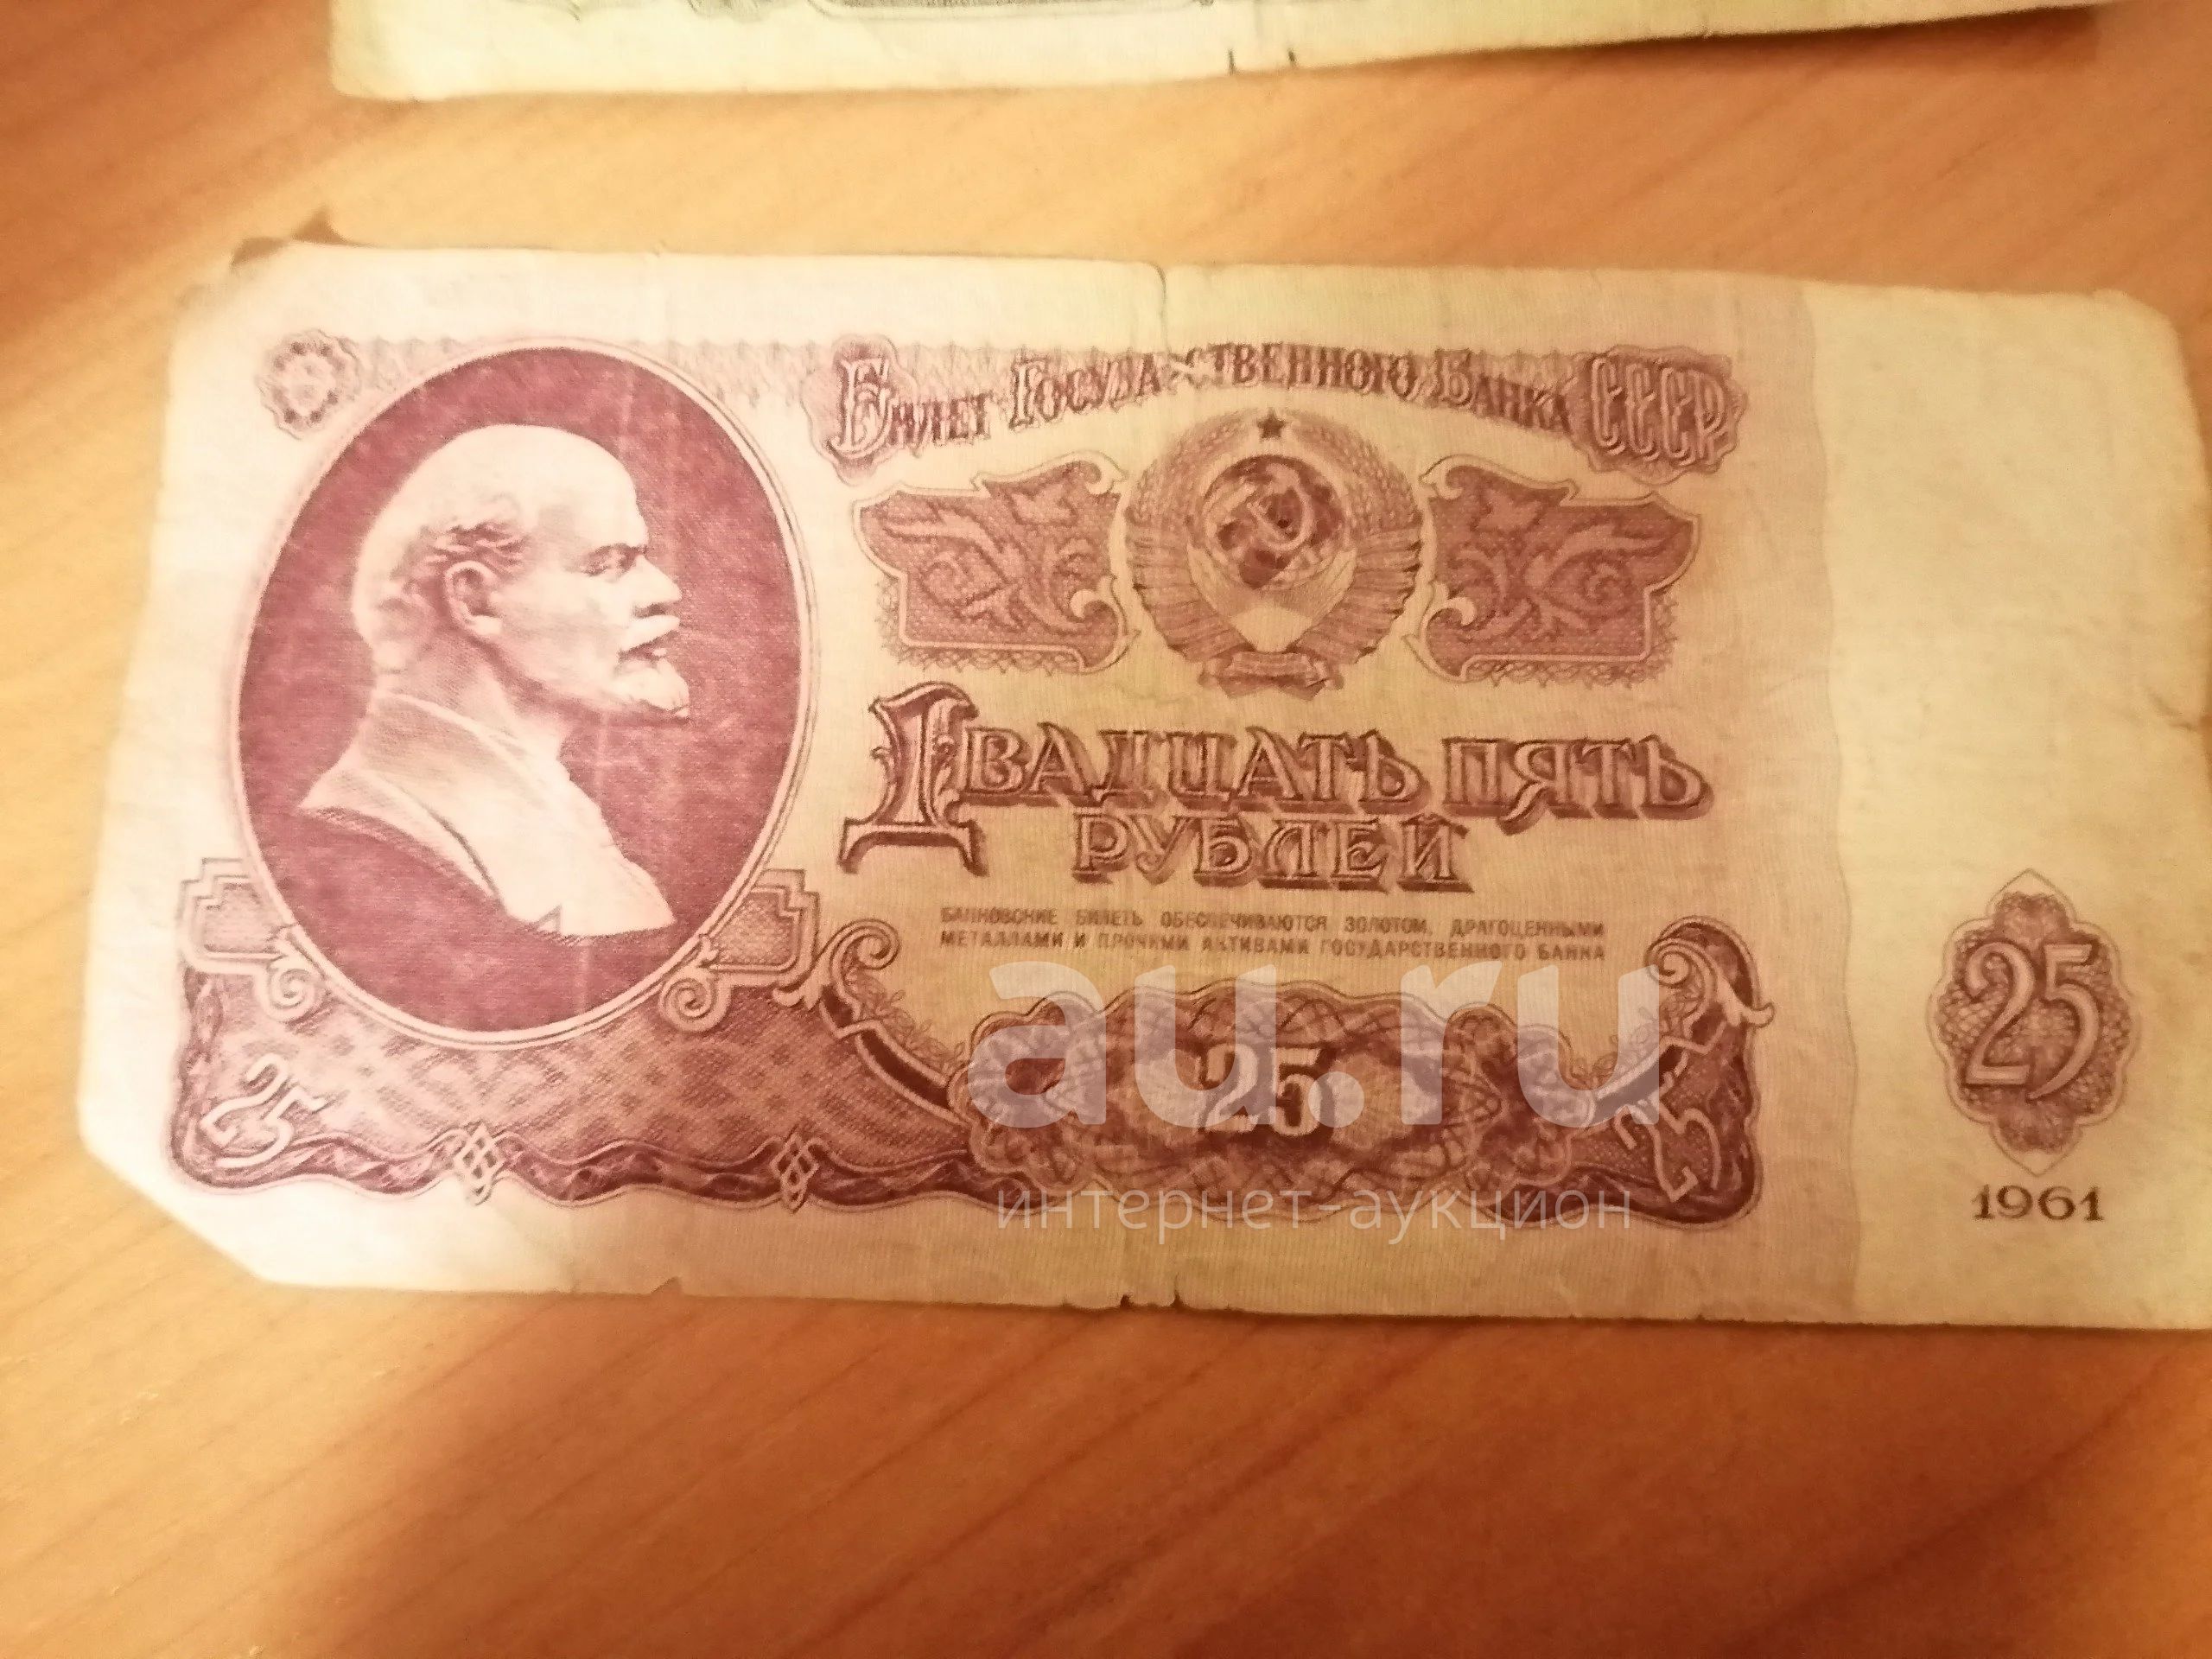 Билет Государственного Банка СССР
Двадцать пять
рублей
БАНКОВСКИЕ БИЛЕТЫ ОБЕСПЕЧИВАЮТСЯ ЗОЛОТОМ, ДРАГОЦЕННЫМИ
МЕТАЛЛАМИ И ПРОЧИМИ АКТИВАМИ ГОСУДАРСТВЕННОГО БАНКА
25
25
25
25
1961
au.ru
интернет-аукцион